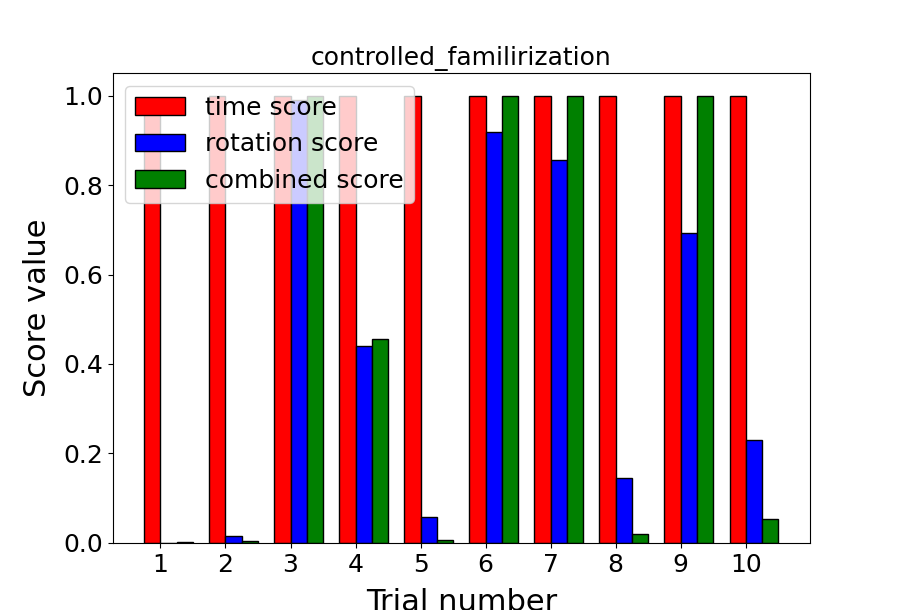 controlled_familirization
time score
rotation score
combined score
Score value
1.0
0.8
0.6
0.4
0.2
0.0
1 2 3 4 5 6 7 8 9 10
Trial number